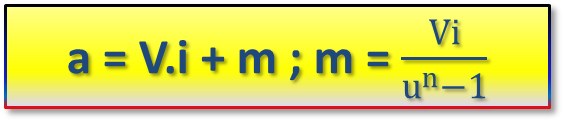 a = V.i + m ; m = Vi / uⁿ−1